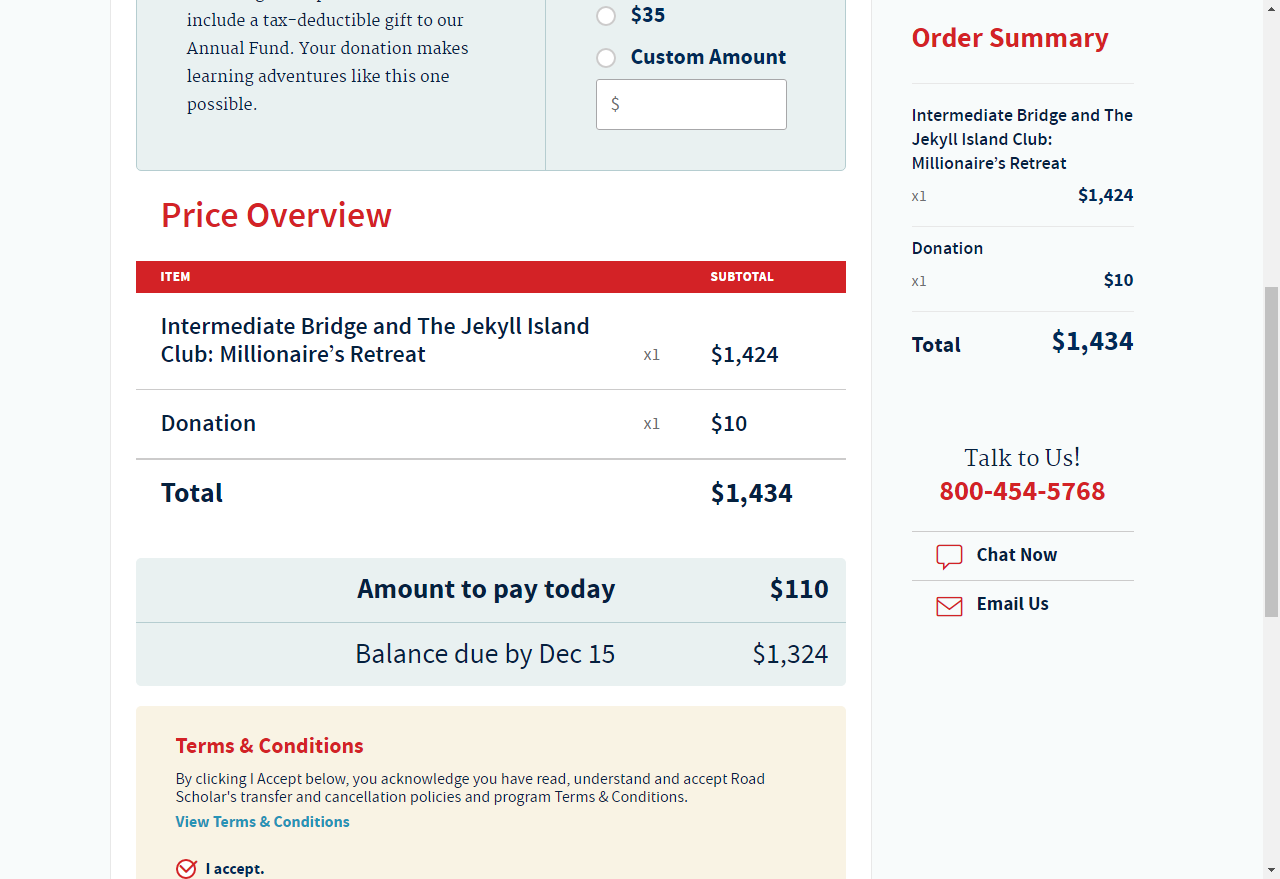 include a tax-deductible gift to our
Annual Fund. Your donation makes
learning adventures like this one
possible.
$35
Custom Amount
$
Price Overview
ITEM SUBTOTAL
Intermediate Bridge and The Jekyll Island
Club: Millionaire’s Retreat x1 $1,424
Donation x1 $10
Total $1,434
Amount to pay today $110
Balance due by Dec 15 $1,324
Terms & Conditions
By clicking I Accept below, you acknowledge you have read, understand and accept Road
Scholar's transfer and cancellation policies and program Terms & Conditions.
View Terms & Conditions
I accept.
Order Summary
Intermediate Bridge and The
Jekyll Island Club:
Millionaire’s Retreat
x1 $1,424
Donation
x1 $10
Total $1,434
Talk to Us!
800-454-5768
Chat Now
Email Us